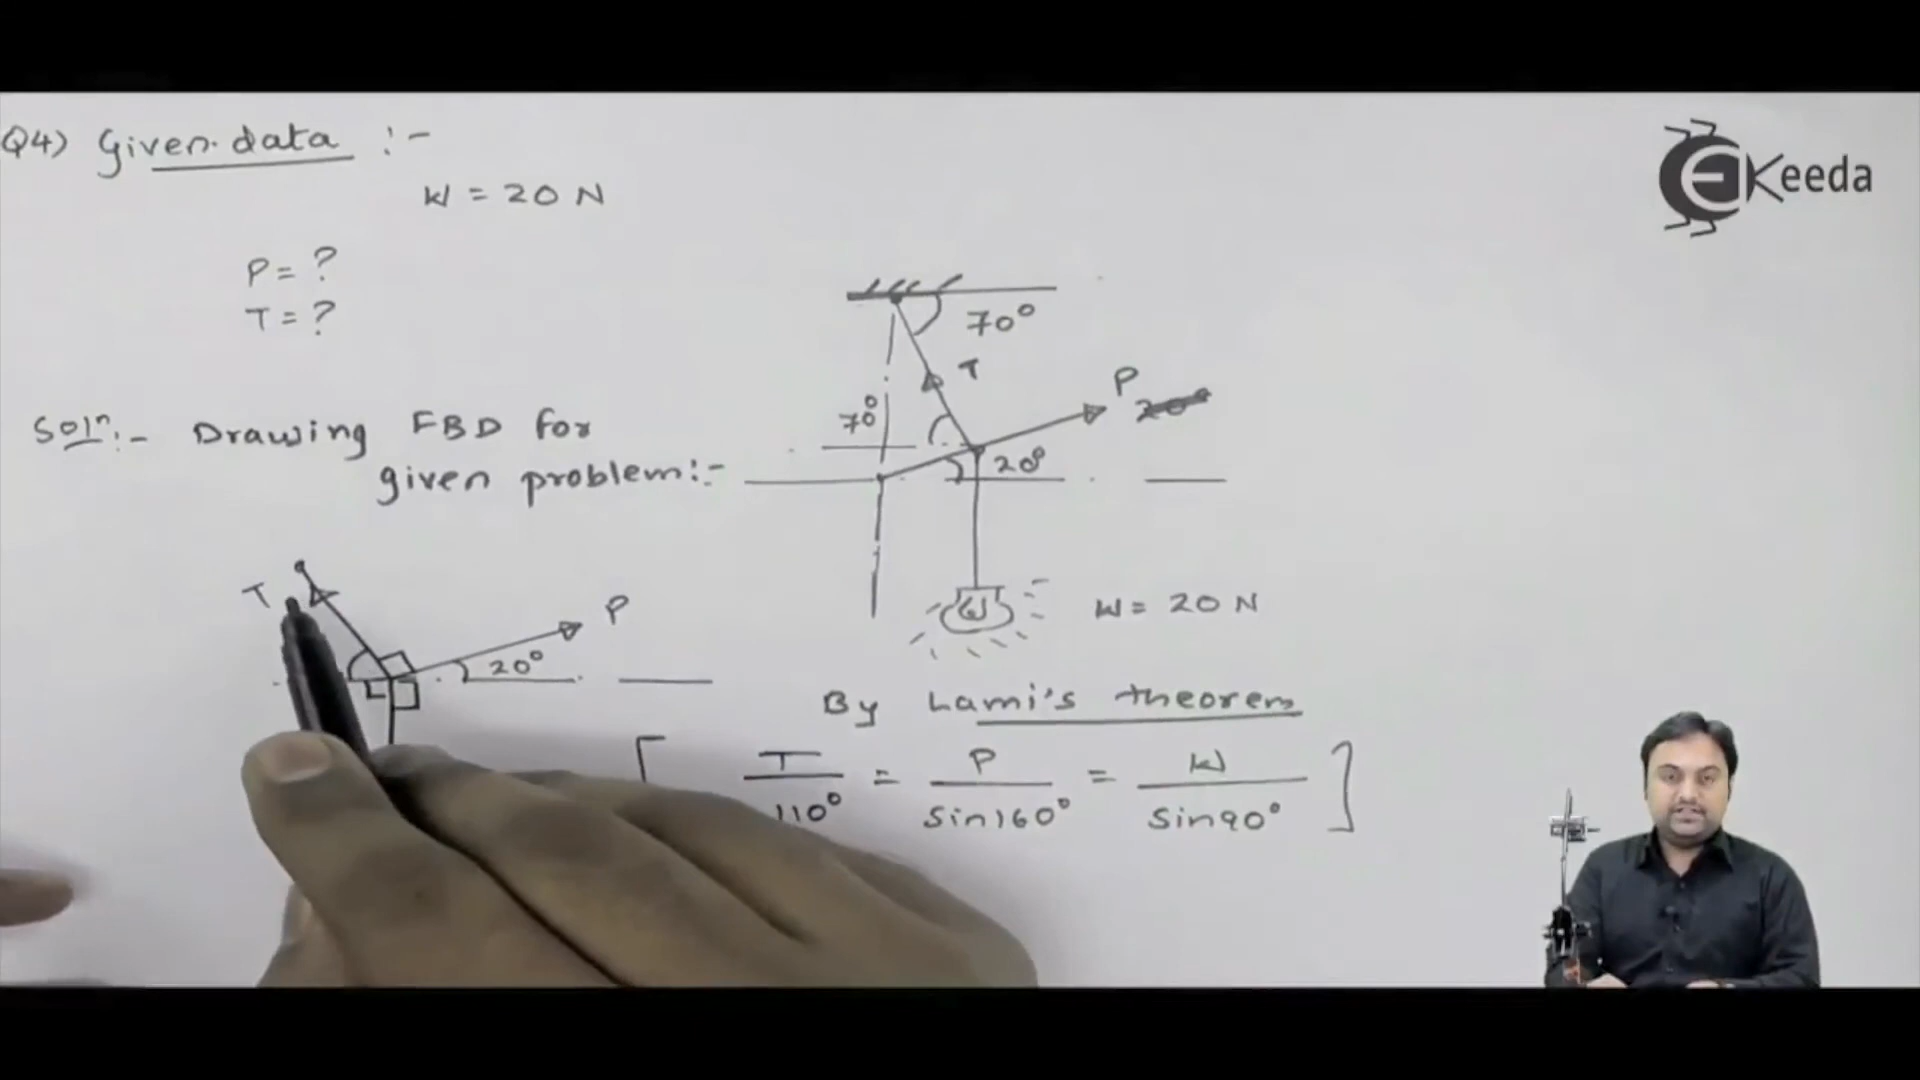 Q4) Given data :-
W = 20 N
P = ?
T = ?
EKeeda
70°
T
P
70°
20°
Soln:- Drawing FBD for
given problem:-
W = 20 N
T
P
20°
By Lami's theorem
[ T / 110° = P / sin160° = W / sin90° ]